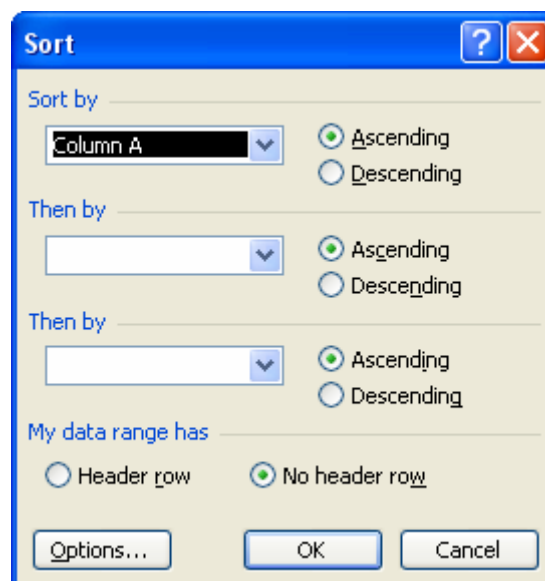 Sort
?
Sort by
Column A
Ascending
Descending
Then by
Ascending
Descending
Then by
Ascending
Descending
My data range has
Header row No header row
Options... OK Cancel